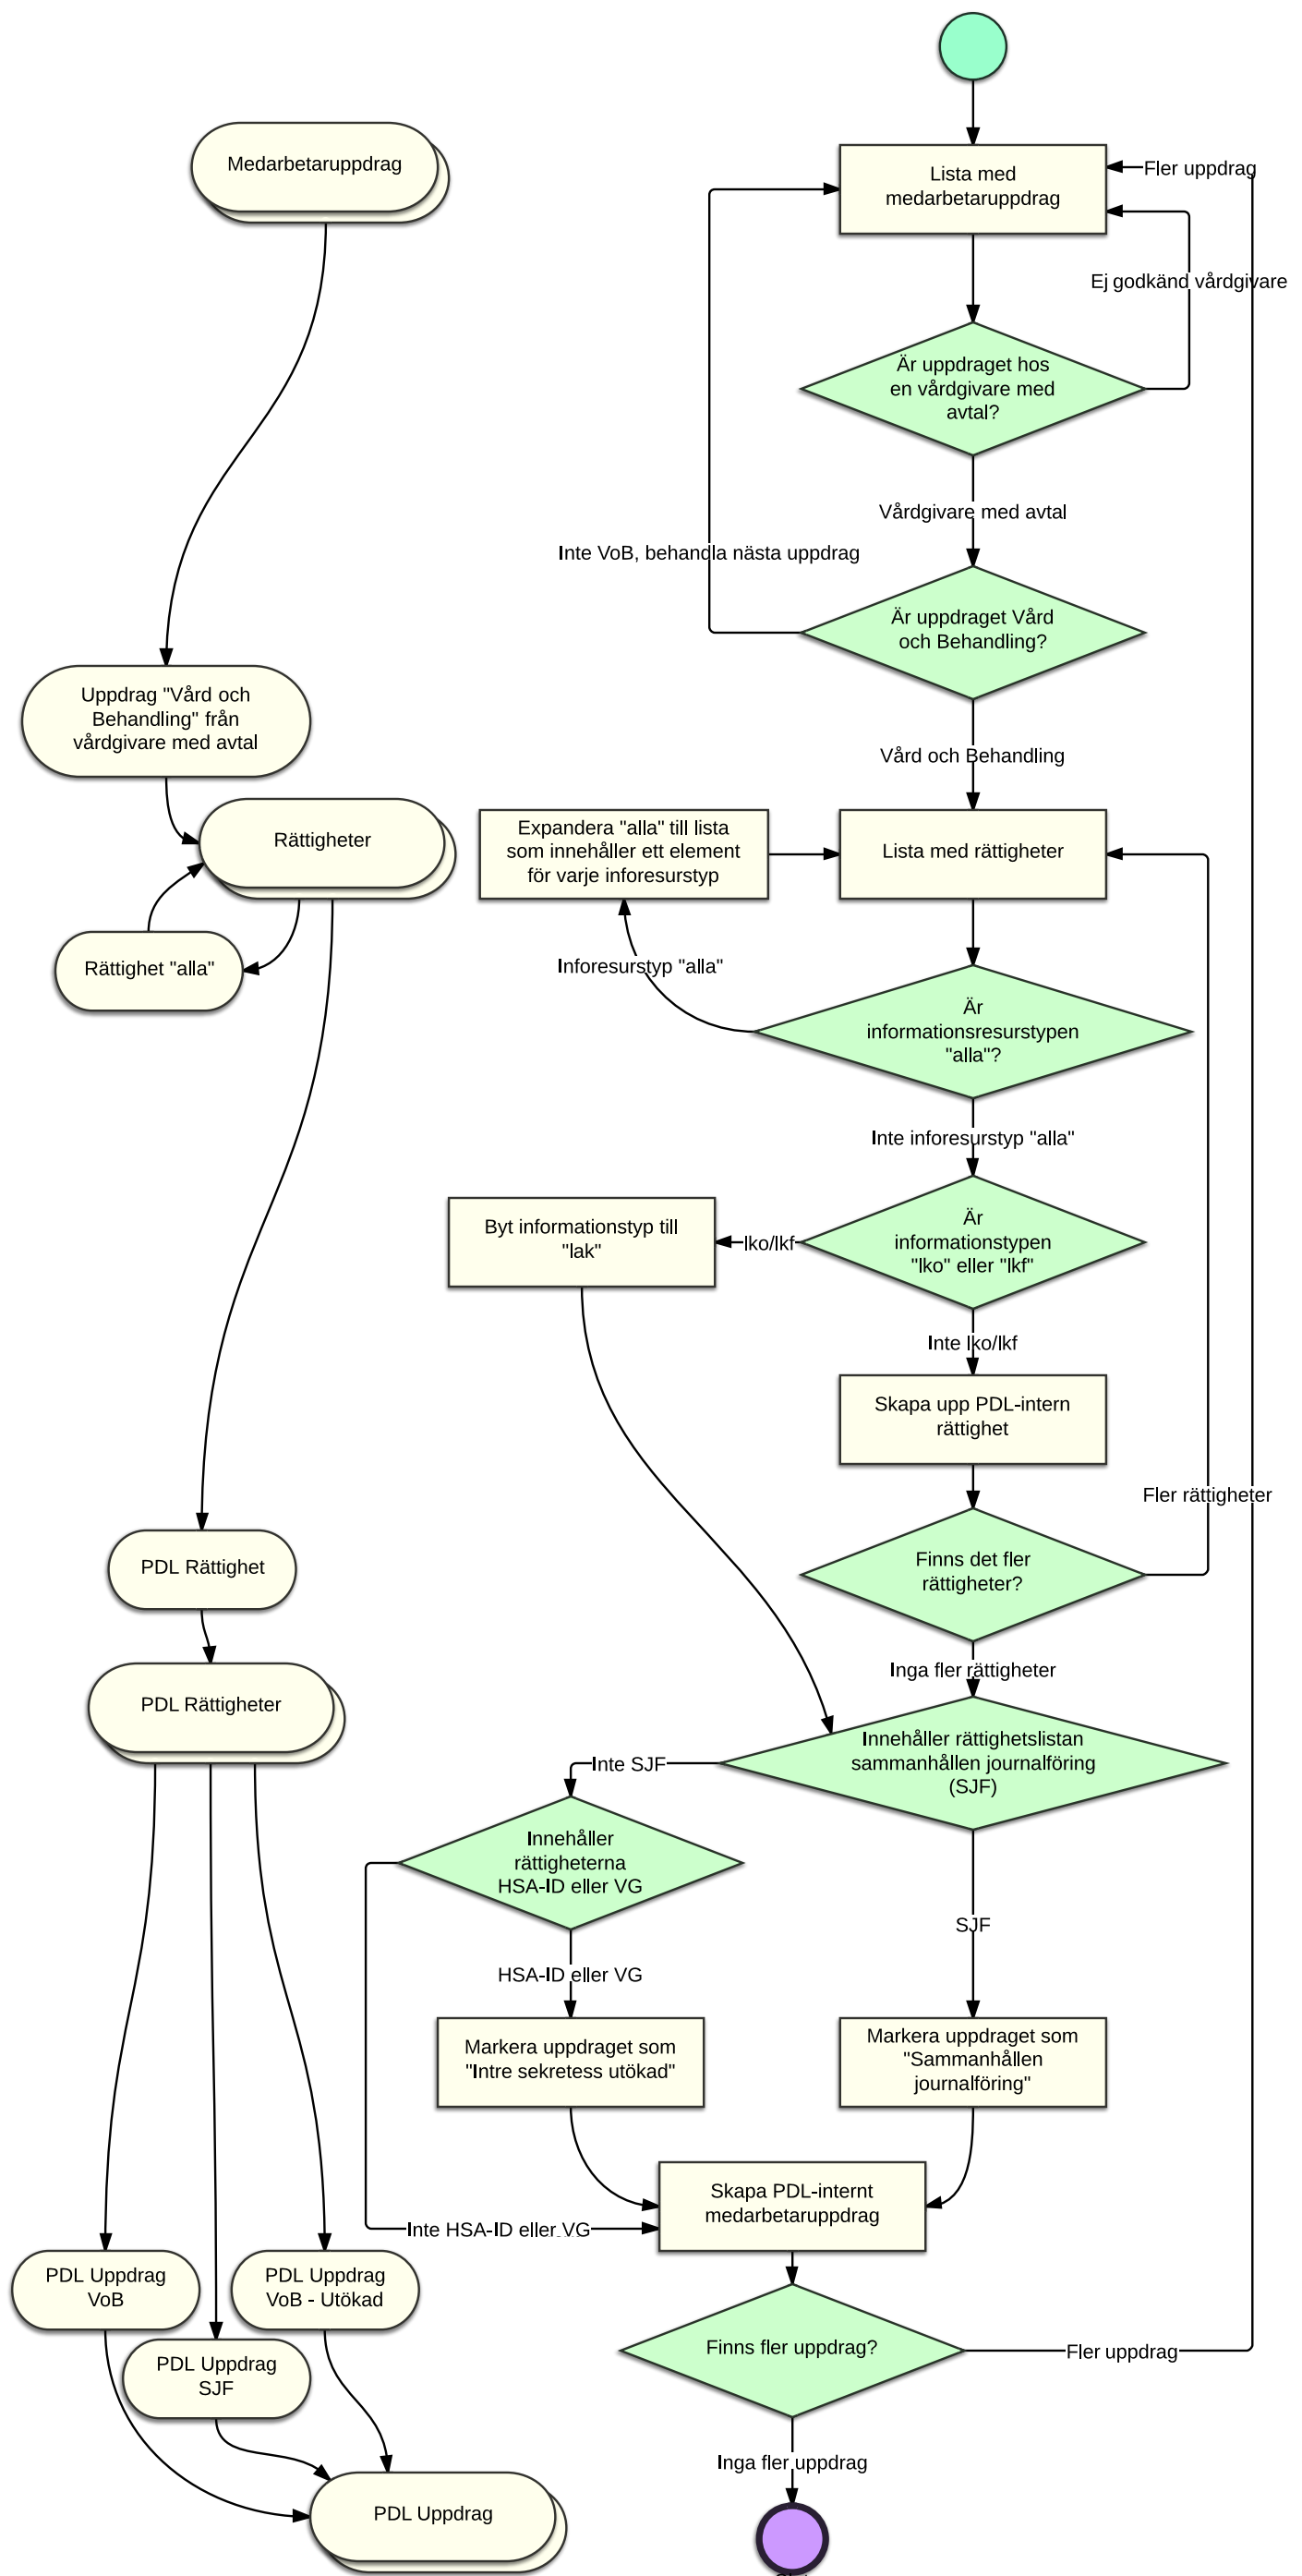 Medarbetaruppdrag
Lista med
medarbetaruppdrag
Fler uppdrag
Ej godkänd vårdgivare
Är uppdraget hos
en vårdgivare med
avtal?
Vårdgivare med avtal
Inte VoB, behandla nästa uppdrag
Är uppdraget Vård
och Behandling?
Uppdrag "Vård och
Behandling" från
vårdgivare med avtal
Vård och Behandling
Rättigheter
Expandera "alla" till lista
som innehåller ett element
för varje inforesurstyp
Lista med rättigheter
Rättighet "alla"
Inforesurstyp "alla"
Är
informationsresurstypen
"alla"?
Inte inforesurstyp "alla"
Byt informationstyp till
"lak"
lko/lkf
Är
informationstypen
"lko" eller "lkf"
Inte lko/lkf
Skapa upp PDL-intern
rättighet
Fler rättigheter
PDL Rättighet
Finns det fler
rättigheter?
Inga fler rättigheter
PDL Rättigheter
Innehåller rättighetslistan
sammanhållen journalföring
(SJF)
Inte SJF
Innehåller
rättigheterna
HSA-ID eller VG
SJF
HSA-ID eller VG
Markera uppdraget som
"Intre sekretess utökad"
Markera uppdraget som
"Sammanhållen
journalföring"
Skapa PDL-internt
medarbetaruppdrag
Inte HSA-ID eller VG
PDL Uppdrag
VoB
PDL Uppdrag
VoB - Utökad
PDL Uppdrag
SJF
Finns fler uppdrag?
Fler uppdrag
Inga fler uppdrag
PDL Uppdrag